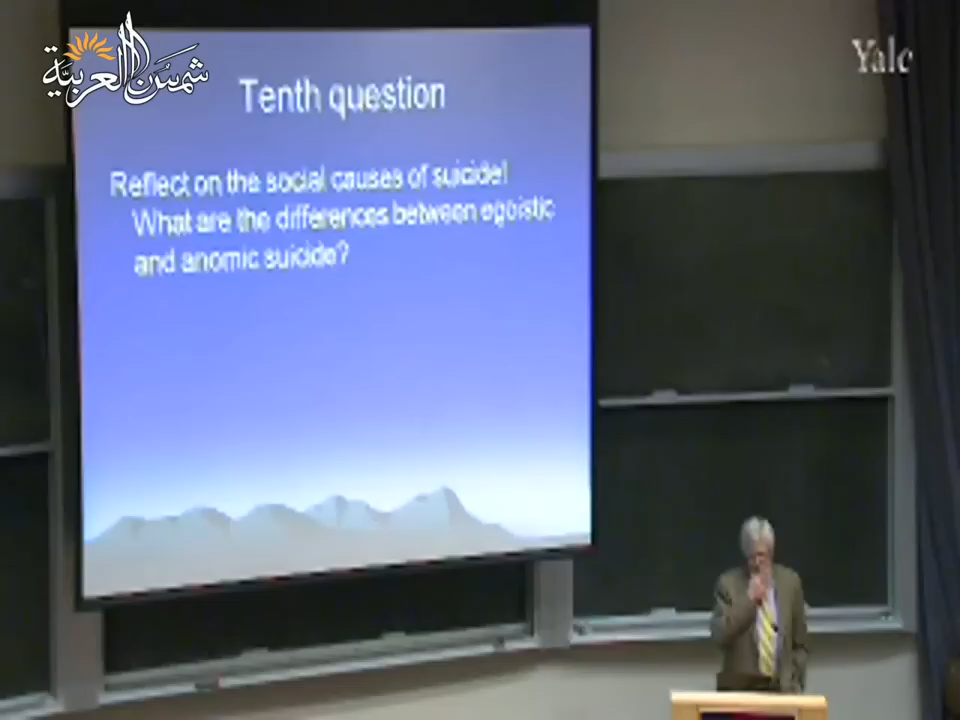 شمس العربية
Yale
Tenth question
Reflect on the social causes of suicide!
What are the differences between egoistic
and anomic suicide?